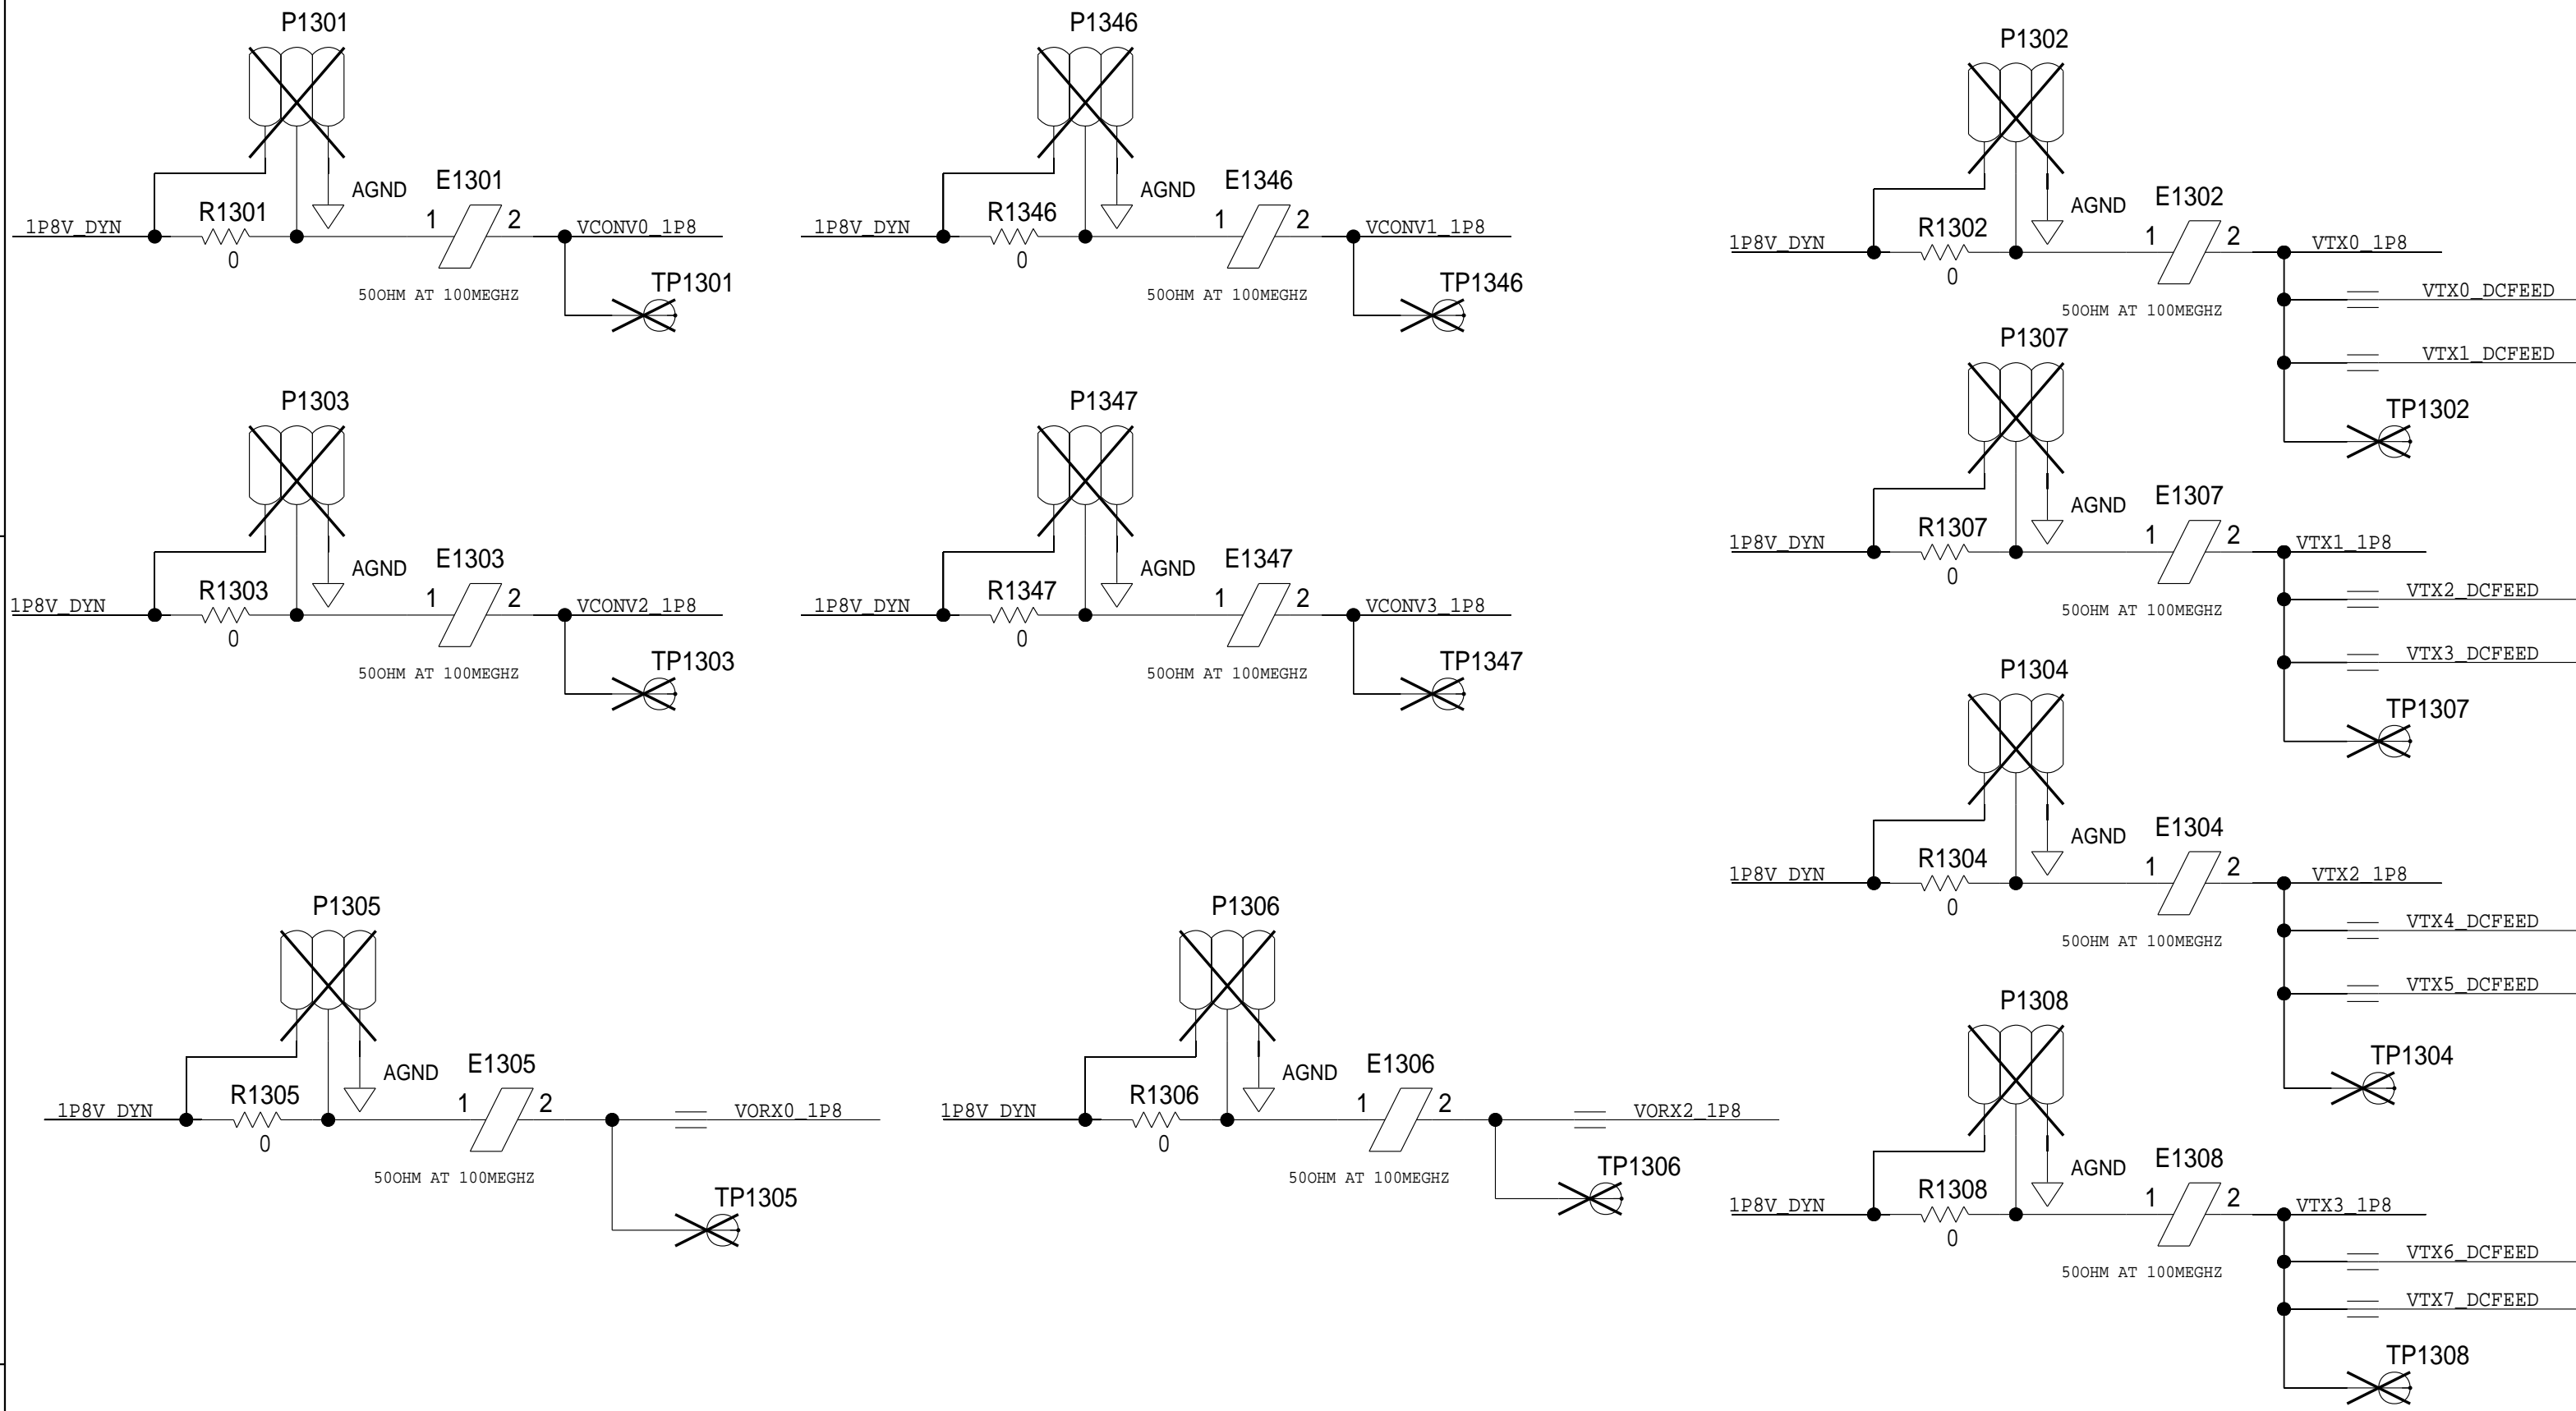 P1301
AGND
E1301
R1301
1 2
1P8V_DYN
VCONV0_1P8
0
TP1301
50OHM AT 100MEGHZ
P1346
AGND
E1346
R1346
1 2
1P8V_DYN
VCONV1_1P8
0
TP1346
50OHM AT 100MEGHZ
P1302
AGND
E1302
R1302
1 2
1P8V_DYN
VTX0_1P8
0
VTX0_DCFEED
50OHM AT 100MEGHZ
VTX1_DCFEED
TP1302
P1303
AGND
E1303
R1303
1 2
1P8V_DYN
VCONV2_1P8
0
TP1303
50OHM AT 100MEGHZ
P1347
AGND
E1347
R1347
1 2
1P8V_DYN
VCONV3_1P8
0
TP1347
50OHM AT 100MEGHZ
P1307
AGND
E1307
R1307
1 2
1P8V_DYN
VTX1_1P8
0
VTX2_DCFEED
50OHM AT 100MEGHZ
VTX3_DCFEED
TP1307
P1304
AGND
E1304
R1304
1 2
1P8V_DYN
VTX2_1P8
0
VTX4_DCFEED
50OHM AT 100MEGHZ
VTX5_DCFEED
TP1304
P1305
AGND
E1305
R1305
1 2
1P8V_DYN
VORX0_1P8
0
50OHM AT 100MEGHZ
TP1305
P1306
AGND
E1306
R1306
1 2
1P8V_DYN
VORX2_1P8
0
50OHM AT 100MEGHZ
TP1306
P1308
AGND
E1308
R1308
1 2
1P8V_DYN
VTX3_1P8
0
VTX6_DCFEED
50OHM AT 100MEGHZ
VTX7_DCFEED
TP1308